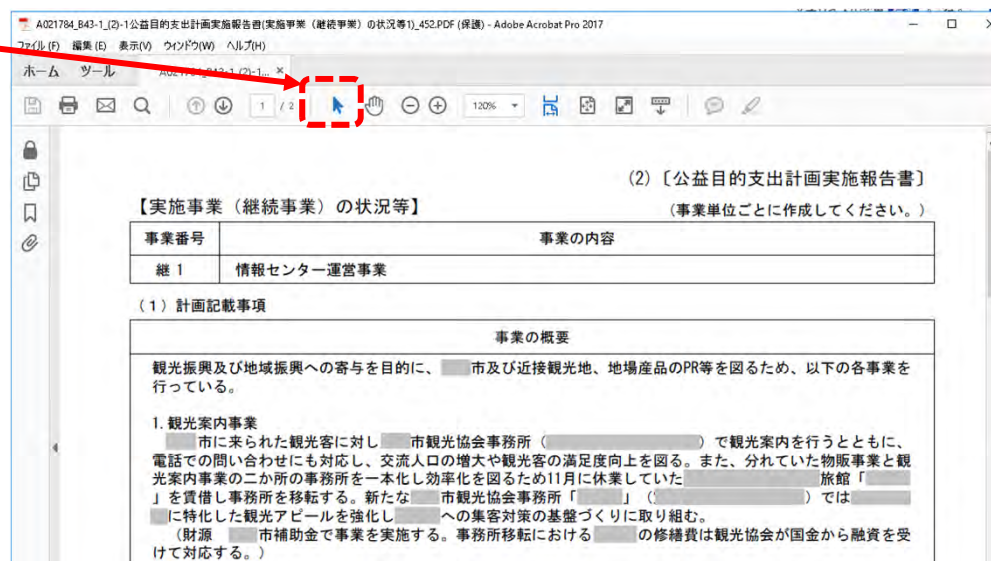 A021784_B43-1_(2)-1公益目的支出計画実施報告書(実施事業（継続事業）の状況等1)_452.PDF (保護) - Adobe Acrobat Pro 2017
ファイル(F) 編集(E) 表示(V) ウィンドウ(W) ヘルプ(H)
ホーム ツール A021784_B43-1_(2)-1... ×
1 / 2 120%
(2)〔公益目的支出計画実施報告書〕
【実施事業（継続事業）の状況等】 (事業単位ごとに作成してください。)
事業番号 事業の内容
継 1 情報センター運営事業
(１)計画記載事項
事業の概要
観光振興及び地域振興への寄与を目的に、 市及び近接観光地、地場産品のPR等を図るため、以下の各事業を
行っている。
1. 観光案内事業
市に来られた観光客に対し 市観光協会事務所（ ）で観光案内を行うとともに、
電話での問い合わせにも対応し、交流人口の増大や観光客の満足度向上を図る。また、分れていた物販事業と観
光案内事業の二か所の事務所を一本化し効率化を図るため11月に休業していた 旅館「
」を賃借し事務所を移転する。新たな 市観光協会事務所「 」（ ）では
に特化した観光アピールを強化し への集客対策の基盤づくりに取り組む。
（財源 市補助金で事業を実施する。事務所移転における の修繕費は観光協会が国金から融資を受
けて対応する。）